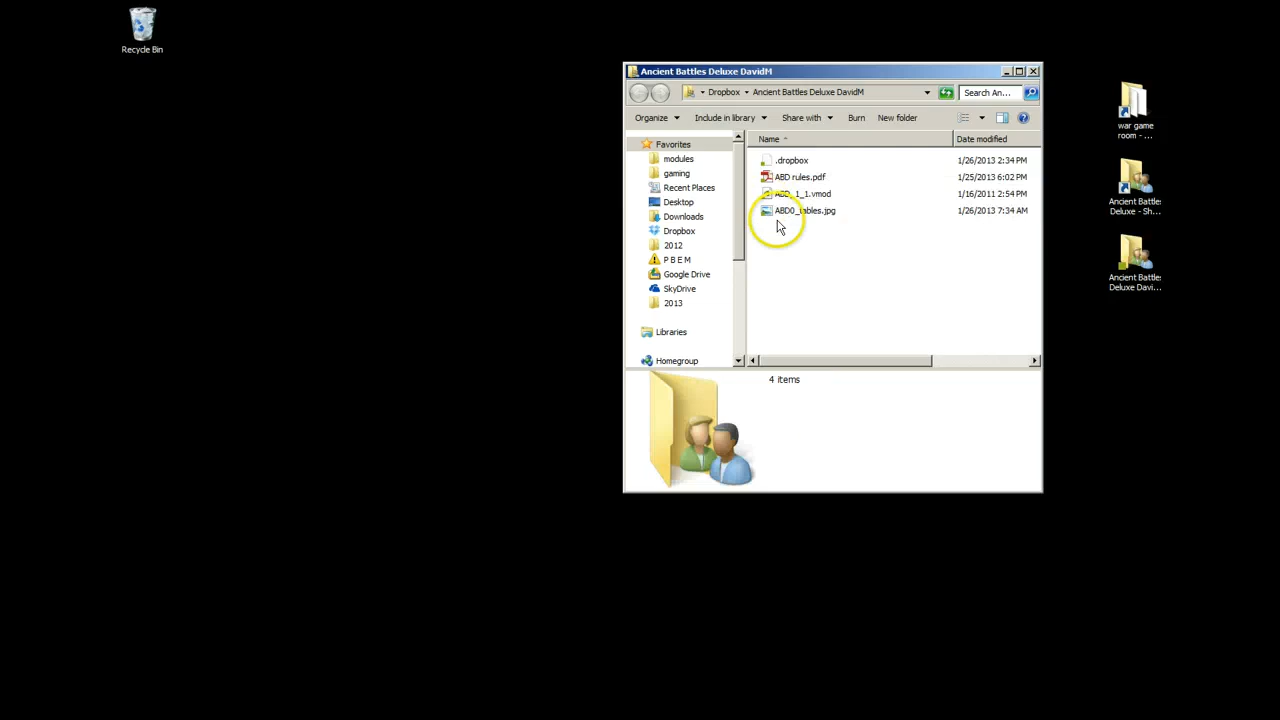 Recycle Bin
Ancient Battles Deluxe DavidM
Dropbox Ancient Battles Deluxe DavidM
Search An...
Organize Include in library Share with Burn New folder
Name Date modified
Favorites
modules
gaming
Recent Places
Desktop
Downloads
Dropbox
2012
P B E M
Google Drive
SkyDrive
2013
Libraries
Homegroup
.dropbox 1/26/2013 2:34 PM
ABD rules.pdf 1/25/2013 6:02 PM
ABD_1_1.vmod 1/16/2011 2:54 PM
ABD0_tables.jpg 1/26/2013 7:34 AM
4 items
war game
room - ...
Ancient Battles
Deluxe - Sh...
Ancient Battles
Deluxe Davi...